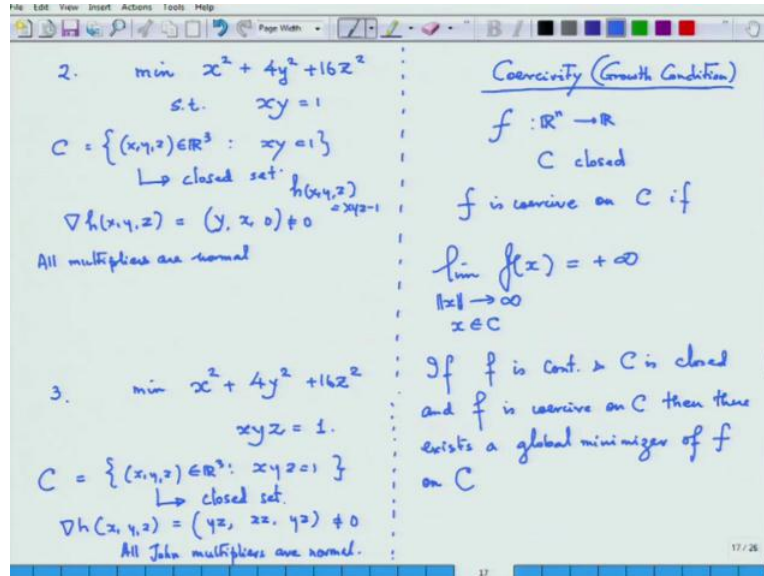 File Edit View Insert Actions Tools Help
Page Width
2. min x² + 4y² + 16z²
s.t. xy = 1
C = {(x,y,z) ∈ ℝ³ : xy = 1}
↳ closed set.
h(x,y,z)
= xyz-1
∇h(x,y,z) = (y, x, 0) ≠ 0
All multipliers are normal
3. min x² + 4y² + 16z²
xyz = 1.
C = {(x,y,z) ∈ ℝ³ : xyz=1}
↳ closed set.
∇h(x,y,z) = (yz, xz, yz) ≠ 0
All John multipliers are normal.
Coercivity (Growth Condition)
f : ℝⁿ → ℝ
C closed
f is coercive on C if
lim f(x) = +∞
‖x‖ → ∞
x ∈ C
If f is cont. & C is closed
and f is coercive on C then there
exists a global minimizer of f
on C
17 / 26
17